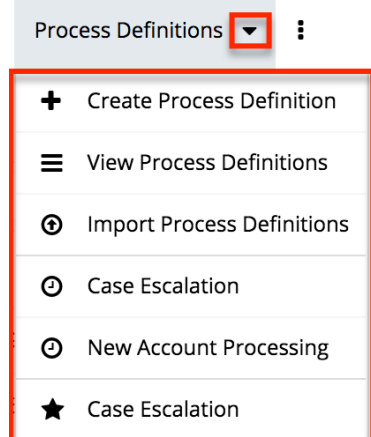 Process Definitions
Create Process Definition
View Process Definitions
Import Process Definitions
Case Escalation
New Account Processing
Case Escalation